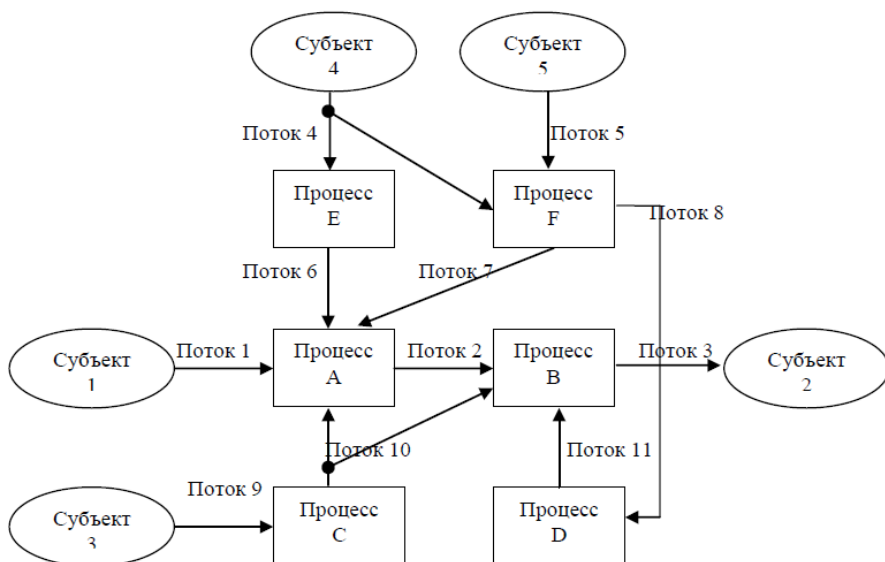 Субъект
4
Субъект
5
Поток 4
Поток 5
Процесс
E
Процесс
F
Поток 8
Поток 6
Поток 7
Субъект
1
Поток 1
Процесс
A
Поток 2
Процесс
B
Поток 3
Субъект
2
Поток 10
Поток 11
Субъект
3
Поток 9
Процесс
C
Процесс
D